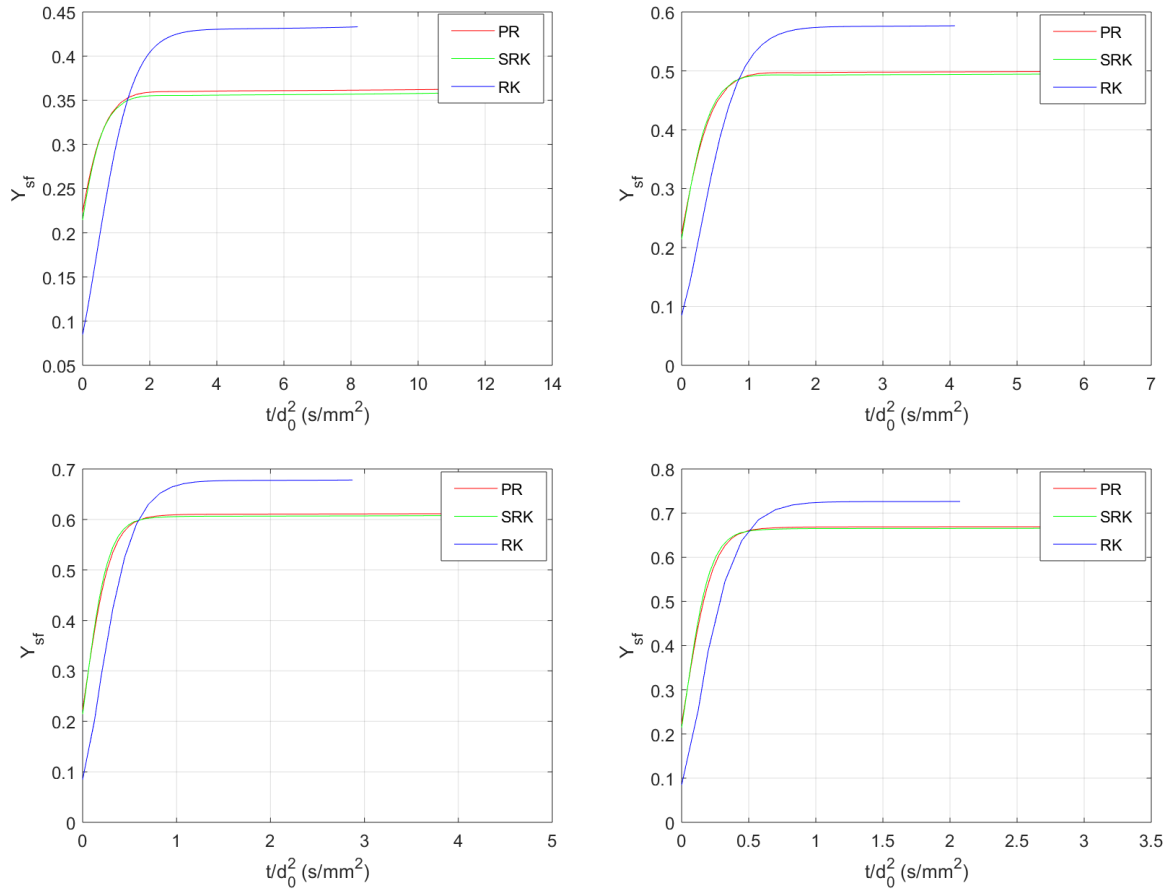 0.45
0.4
0.35
0.3
0.25
0.2
0.15
0.1
0.05
Y_sf
0 2 4 6 8 10 12 14
t/d_0^2 (s/mm^2)
PR
SRK
RK
0.6
0.5
0.4
0.3
0.2
0.1
0
Y_sf
0 1 2 3 4 5 6 7
t/d_0^2 (s/mm^2)
PR
SRK
RK
0.7
0.6
0.5
0.4
0.3
0.2
0.1
0
Y_sf
0 1 2 3 4 5
t/d_0^2 (s/mm^2)
PR
SRK
RK
0.8
0.7
0.6
0.5
0.4
0.3
0.2
0.1
0
Y_sf
0 0.5 1 1.5 2 2.5 3 3.5
t/d_0^2 (s/mm^2)
PR
SRK
RK